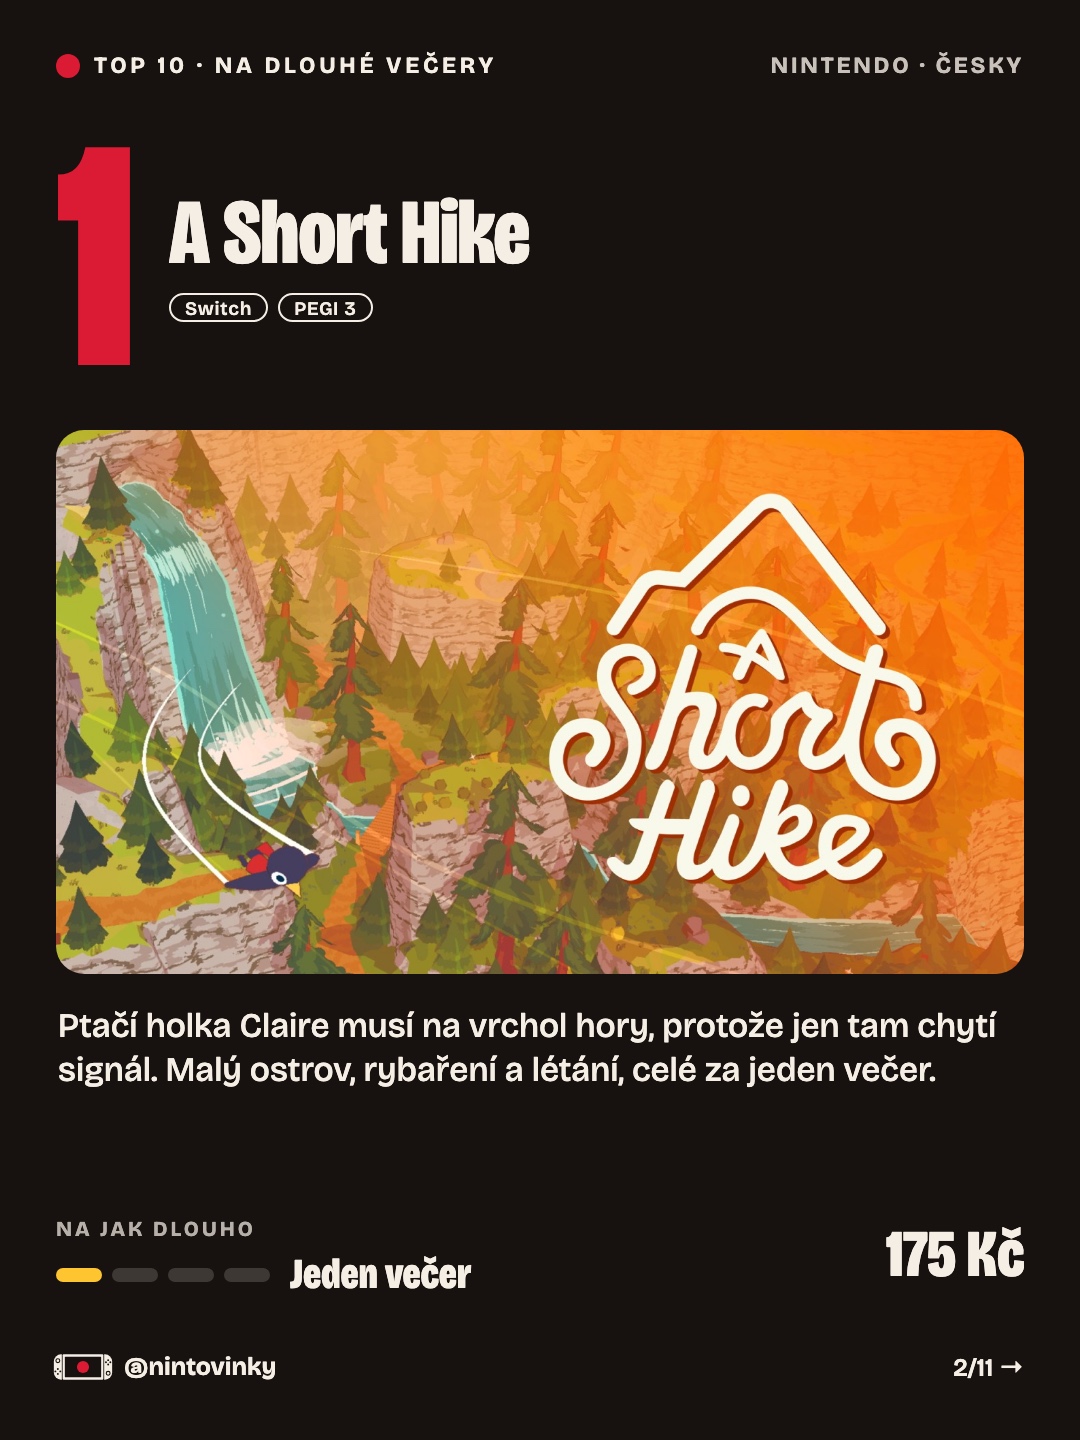 TOP 10 · NA DLOUHÉ VEČERY
NINTENDO · ČESKY
1
A Short Hike
Switch
PEGI 3
A
Short
Hike
Ptačí holka Claire musí na vrchol hory, protože jen tam chytí
signál. Malý ostrov, rybaření a létání, celé za jeden večer.
NA JAK DLOUHO
Jeden večer
175 Kč
@nintovinky
2/11 →